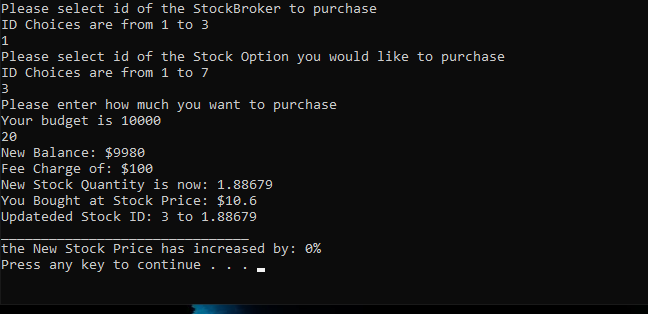 Please select id of the StockBroker to purchase
ID Choices are from 1 to 3
1
Please select id of the Stock Option you would like to purchase
ID Choices are from 1 to 7
3
Please enter how much you want to purchase
Your budget is 10000
20
New Balance: $9980
Fee Charge of: $100
New Stock Quantity is now: 1.88679
You Bought at Stock Price: $10.6
Updateded Stock ID: 3 to 1.88679
_______________________________
the New Stock Price has increased by: 0%
Press any key to continue . . .